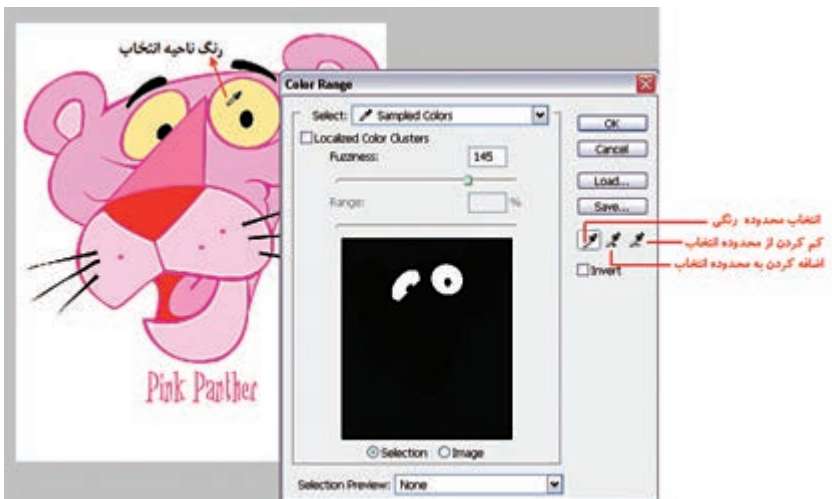 رنگ ناحیه انتخاب
Pink Panther
Color Range
Select: Sampled Colors
Localized Color Clusters
Fuzziness: 145
Range: %
Selection Image
Selection Preview: None
OK
Cancel
Load...
Save...
Invert
انتخاب محدوده رنگی
کم کردن از محدوده انتخاب
اضافه کردن به محدوده انتخاب